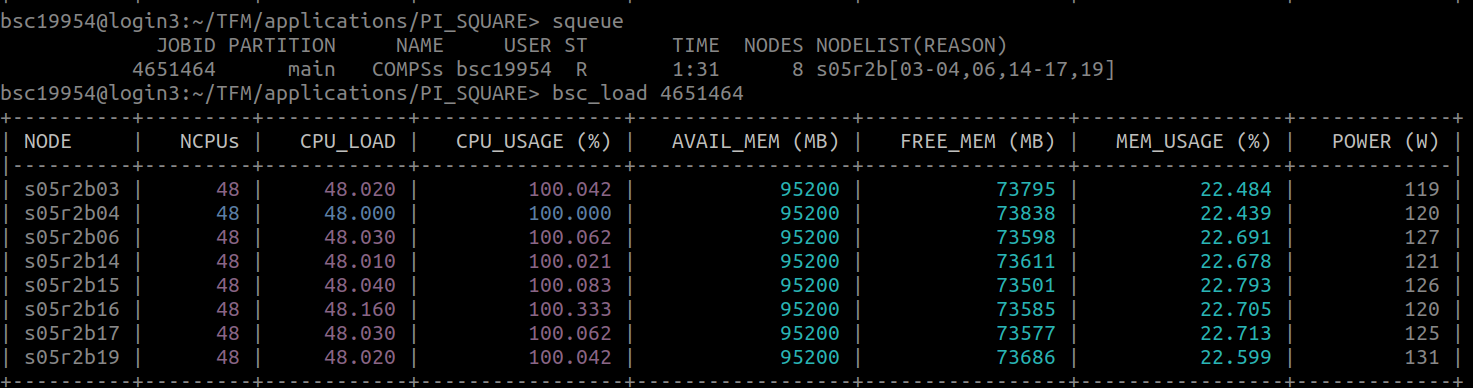 bsc19954@login3:~/TFM/applications/PI_SQUARE> squeue
             JOBID PARTITION     NAME     USER ST       TIME  NODES NODELIST(REASON)
           4651464      main   COMPSs bsc19954  R       1:31      8 s05r2b[03-04,06,14-17,19]
bsc19954@login3:~/TFM/applications/PI_SQUARE> bsc_load 4651464
+----------+---------+------------+-----------------+------------------+-----------------+-----------------+-------------+
| NODE     |   NCPUs |   CPU_LOAD |   CPU_USAGE (%) |   AVAIL_MEM (MB) |   FREE_MEM (MB) |   MEM_USAGE (%) |   POWER (W) |
|----------+---------+------------+-----------------+------------------+-----------------+-----------------+-------------|
| s05r2b03 |      48 |     48.020 |         100.042 |            95200 |           73795 |          22.484 |         119 |
| s05r2b04 |      48 |     48.000 |         100.000 |            95200 |           73838 |          22.439 |         120 |
| s05r2b06 |      48 |     48.030 |         100.062 |            95200 |           73598 |          22.691 |         127 |
| s05r2b14 |      48 |     48.010 |         100.021 |            95200 |           73611 |          22.678 |         121 |
| s05r2b15 |      48 |     48.040 |         100.083 |            95200 |           73501 |          22.793 |         126 |
| s05r2b16 |      48 |     48.160 |         100.333 |            95200 |           73585 |          22.705 |         120 |
| s05r2b17 |      48 |     48.030 |         100.062 |            95200 |           73577 |          22.713 |         125 |
| s05r2b19 |      48 |     48.020 |         100.042 |            95200 |           73686 |          22.599 |         131 |
+----------+---------+------------+-----------------+------------------+-----------------+-----------------+-------------+